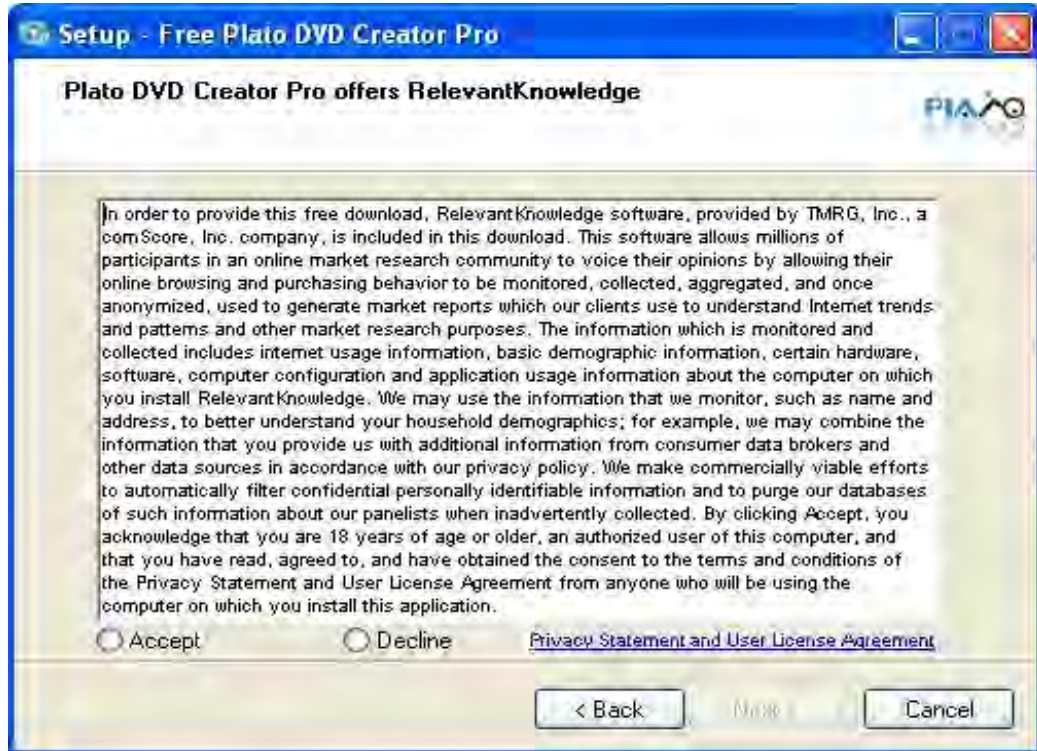 Setup - Free Plato DVD Creator Pro
Plato DVD Creator Pro offers RelevantKnowledge
PlATO
In order to provide this free download, RelevantKnowledge software, provided by TMRG, Inc., a
comScore, Inc. company, is included in this download. This software allows millions of
participants in an online market research community to voice their opinions by allowing their
online browsing and purchasing behavior to be monitored, collected, aggregated, and once
anonymized, used to generate market reports which our clients use to understand Internet trends
and patterns and other market research purposes. The information which is monitored and
collected includes internet usage information, basic demographic information, certain hardware,
software, computer configuration and application usage information about the computer on which
you install RelevantKnowledge. We may use the information that we monitor, such as name and
address, to better understand your household demographics; for example, we may combine the
information that you provide us with additional information from consumer data brokers and
other data sources in accordance with our privacy policy. We make commercially viable efforts
to automatically filter confidential personally identifiable information and to purge our databases
of such information about our panelists when inadvertently collected. By clicking Accept, you
acknowledge that you are 18 years of age or older, an authorized user of this computer, and
that you have read, agreed to, and have obtained the consent to the terms and conditions of
the Privacy Statement and User License Agreement from anyone who will be using the
computer on which you install this application.
Accept Decline Privacy Statement and User License Agreement
< Back Next > Cancel